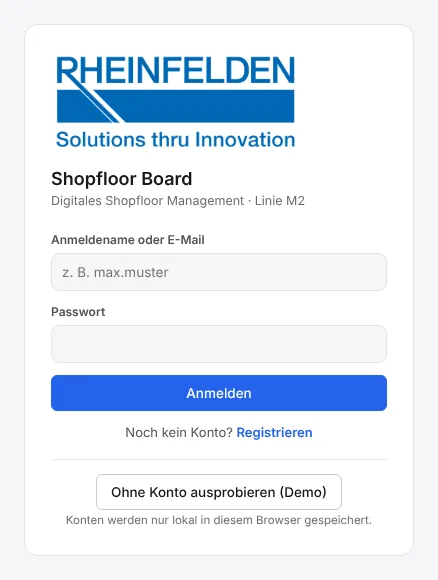 RHEINFELDEN
Solutions thru Innovation
Shopfloor Board
Digitales Shopfloor Management · Linie M2
Anmeldename oder E-Mail
z. B. max.muster
Passwort
Anmelden
Noch kein Konto? Registrieren
Ohne Konto ausprobieren (Demo)
Konten werden nur lokal in diesem Browser gespeichert.